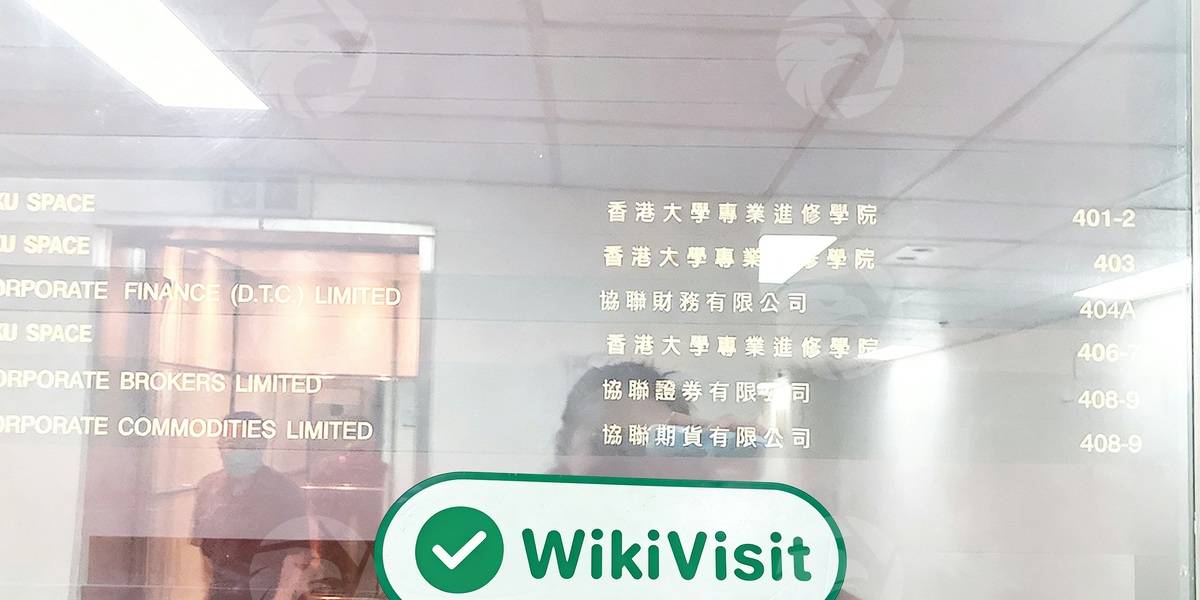 KU SPACE 香港大學專業進修學院 401-2
KU SPACE 香港大學專業進修學院 403
ORPORATE FINANCE (D.T.C.) LIMITED 協聯財務有限公司 404A
KU SPACE 香港大學專業進修學院 406-7
ORPORATE BROKERS LIMITED 協聯證券有限公司 408-9
ORPORATE COMMODITIES LIMITED 協聯期貨有限公司 408-9
WikiVisit